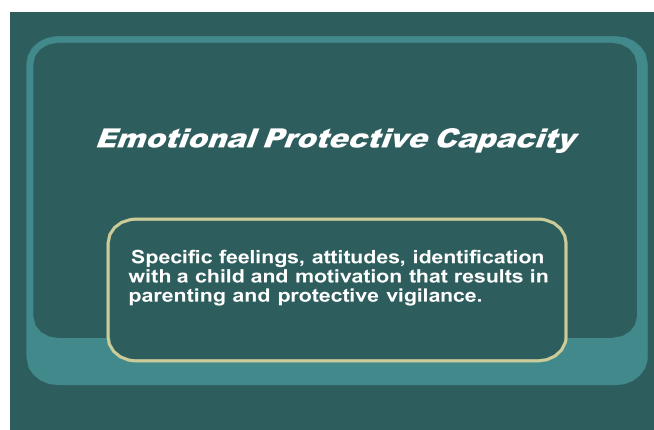 Emotional Protective Capacity
Specific feelings, attitudes, identification
with a child and motivation that results in
parenting and protective vigilance.